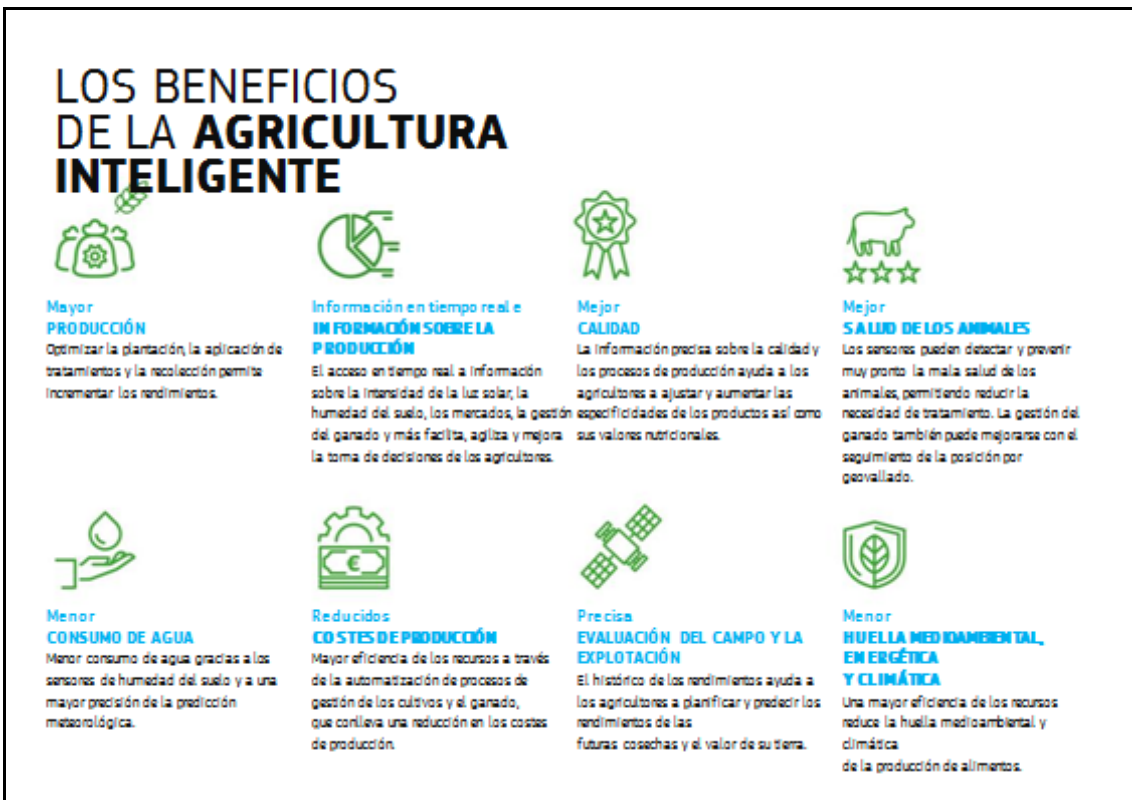 LOS BENEFICIOS
DE LA AGRICULTURA
INTELIGENTE
Mayor
PRODUCCIÓN
Optimizar la plantación, la aplicación de
tratamientos y la recolección permite
incrementar los rendimientos.
Información en tiempo real e
INFORMACIÓN SOBRE LA
PRODUCCIÓN
El acceso en tiempo real a información
sobre la intensidad de la luz solar, la
humedad del suelo, los mercados, la gestión
del ganado y más facilita, agiliza y mejora
la toma de decisiones de los agricultores.
Mejor
CALIDAD
La información precisa sobre la calidad y
los procesos de producción ayuda a los
agricultores a ajustar y aumentar las
especificidades de los productos así como
sus valores nutricionales.
Mejor
SALUD DE LOS ANIMALES
Los sensores pueden detectar y prevenir
muy pronto la mala salud de los
animales, permitiendo reducir la
necesidad de tratamiento. La gestión del
ganado también puede mejorarse con el
seguimiento de la posición por
geovallado.
Menor
CONSUMO DE AGUA
Menor consumo de agua gracias a los
sensores de humedad del suelo y a una
mayor precisión de la predicción
meteorológica.
Reducidos
COSTES DE PRODUCCIÓN
Mayor eficiencia de los recursos a través
de la automatización de procesos de
gestión de los cultivos y el ganado,
que conlleva una reducción en los costes
de producción.
Precisa
EVALUACIÓN DEL CAMPO Y LA
EXPLOTACIÓN
El histórico de los rendimientos ayuda a
los agricultores a planificar y predecir los
rendimientos de las
futuras cosechas y el valor de su tierra.
Menor
HUELLA MEDIOAMBIENTAL,
ENERGÉTICA
Y CLIMÁTICA
Una mayor eficiencia de los recursos
reduce la huella medioambiental y
climática
de la producción de alimentos.